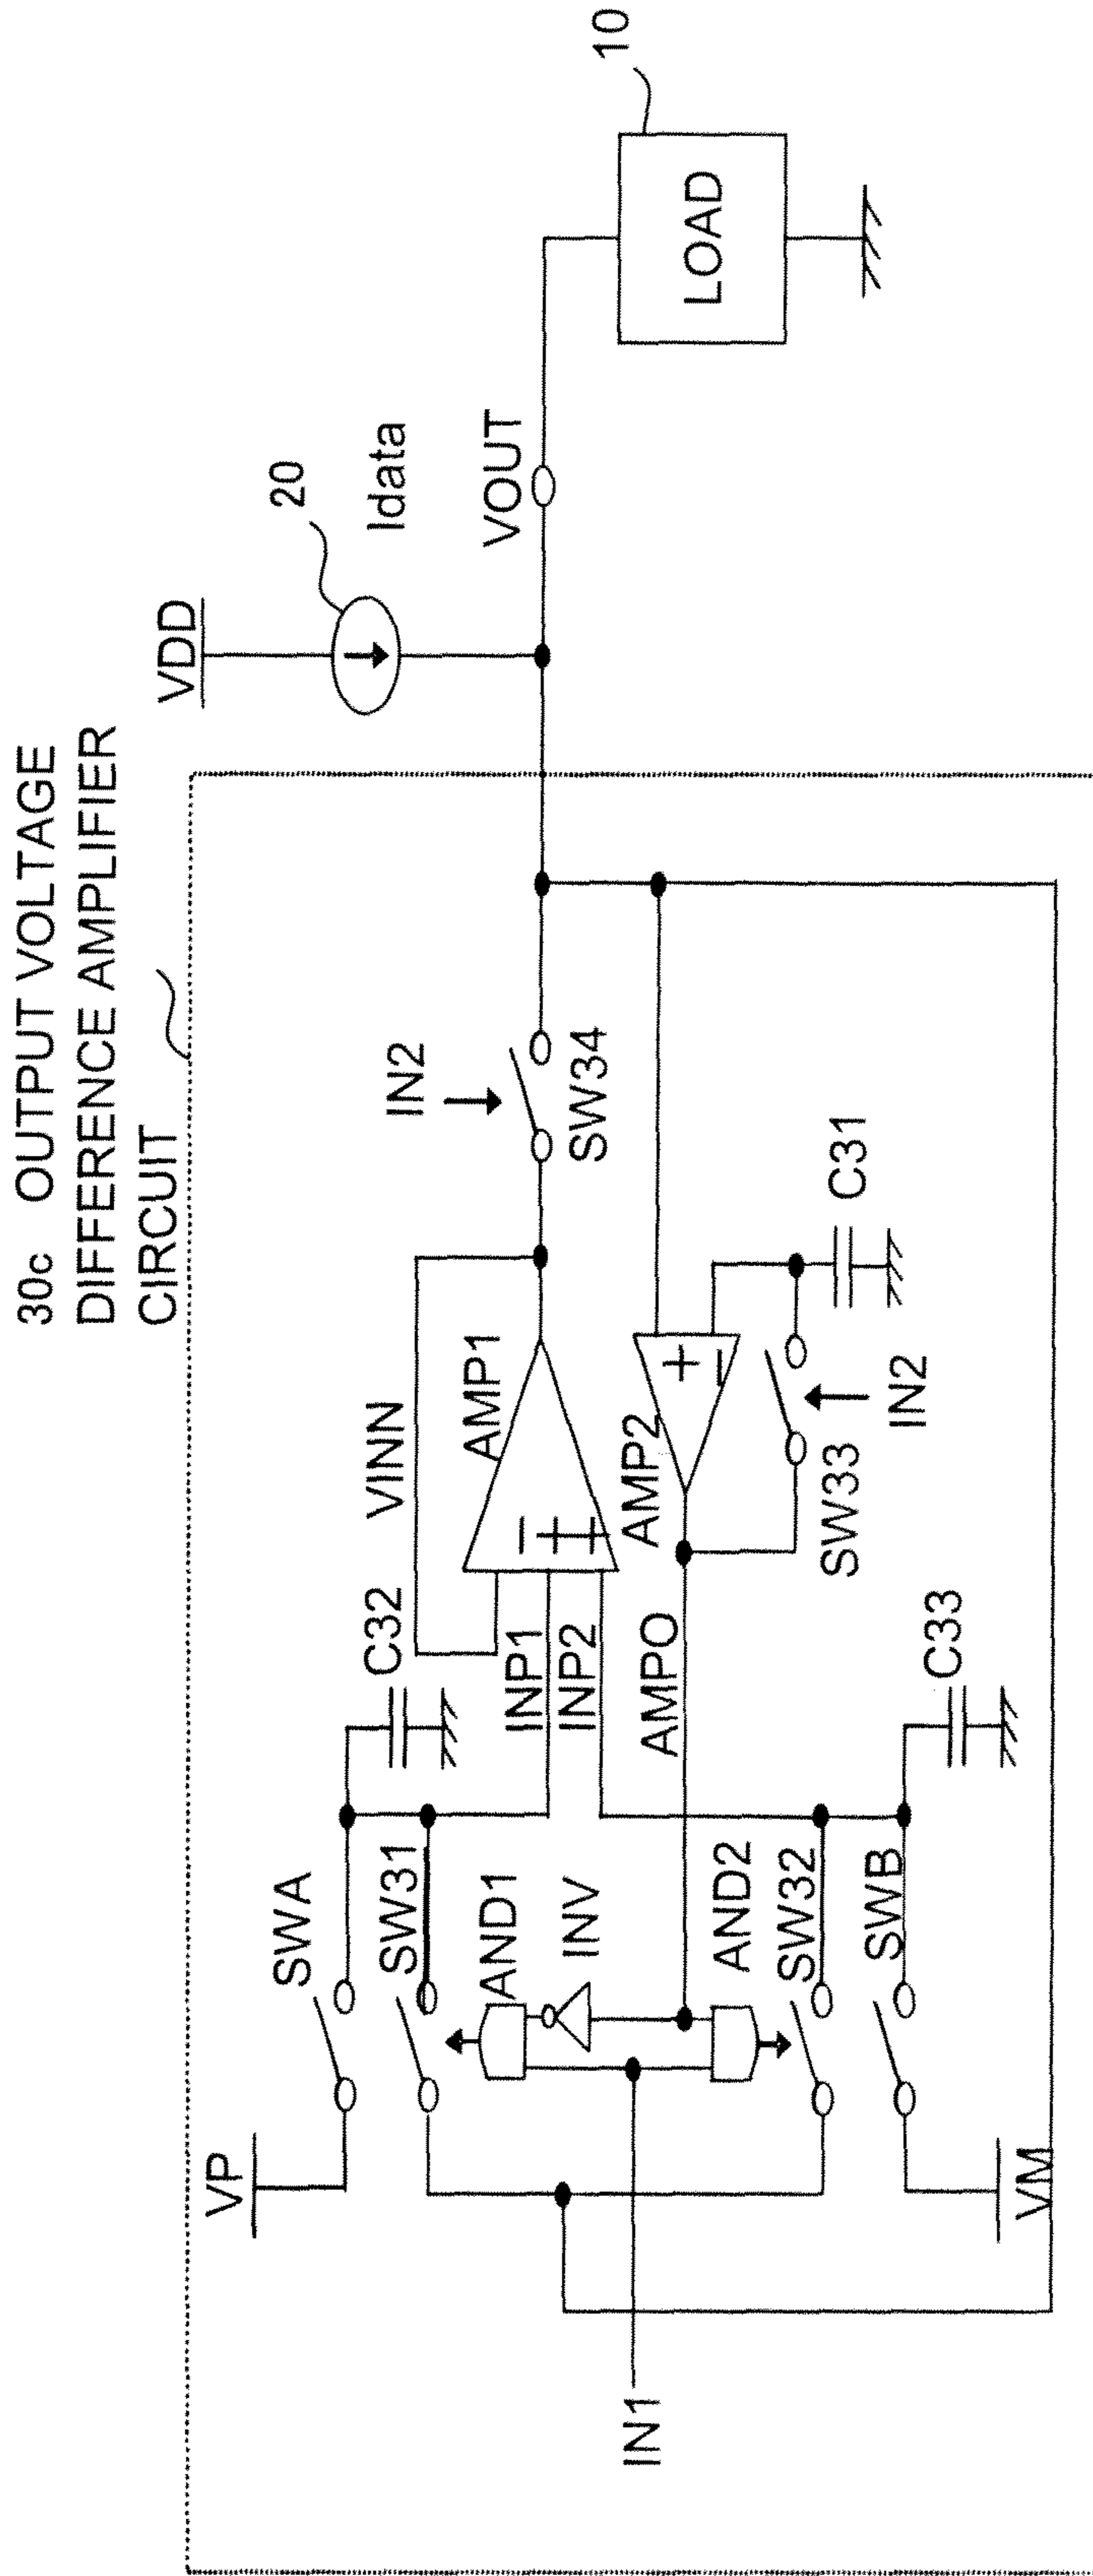 30c OUTPUT VOLTAGE
DIFFERENCE AMPLIFIER
CIRCUIT
VDD
20
Idata
VOUT
10
LOAD
IN2
SW34
VINN
AMP1
C32
INP1
INP2
−
+
+
AMPO
AMP2
+
−
C31
SW33
IN2
C33
VP
SWA
SW31
AND1
INV
AND2
SW32
SWB
VM
IN1